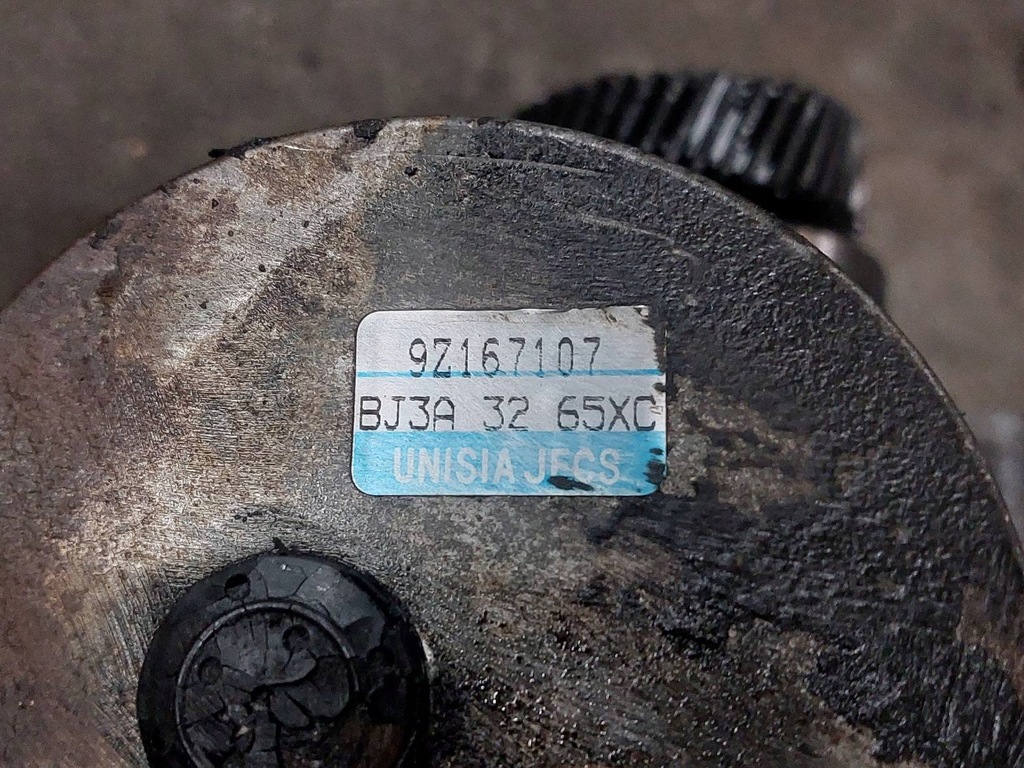 9Z167107
BJ3A 32 65XC
UNISIA JECS